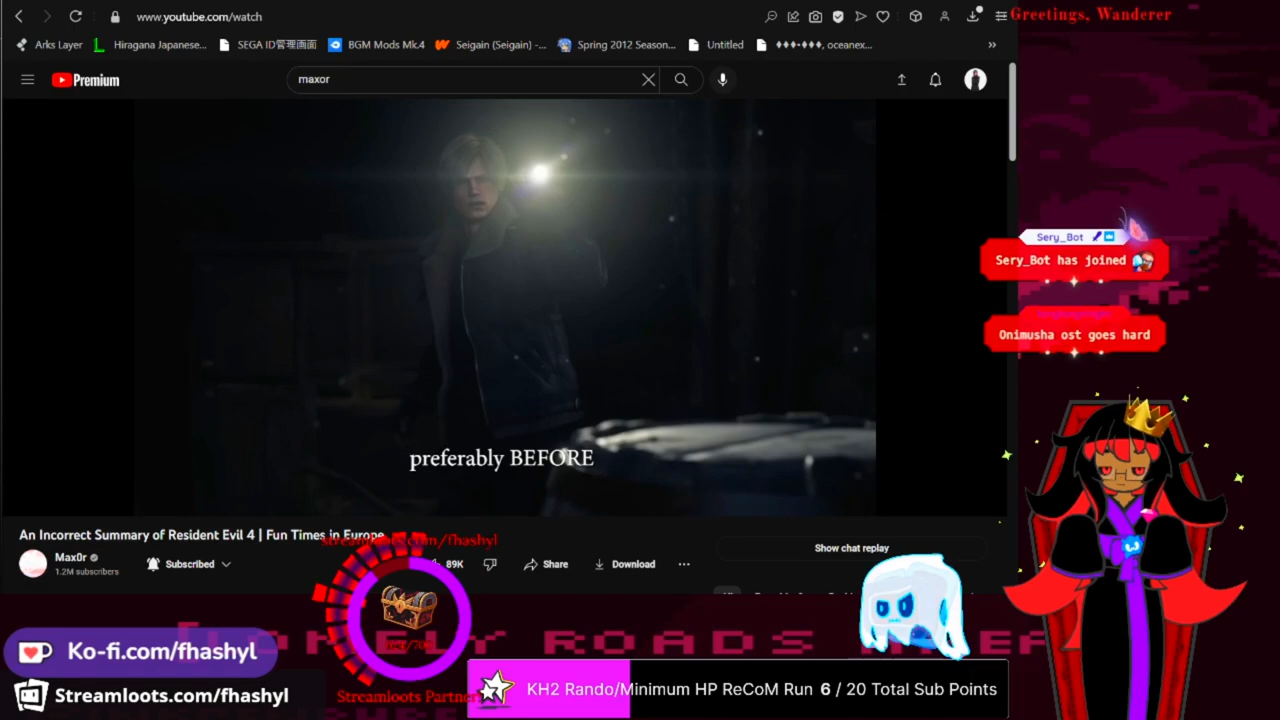 www.youtube.com/watch
Greetings, Wanderer
Arks Layer
Hiragana Japanese...
SEGA ID管理画面
BGM Mods Mk.4
Seigain (Seigain) -...
Spring 2012 Season...
Untitled
♦♦♦-♦♦♦, oceanex...
Premium
maxor
Sery_Bot
Sery_Bot has joined
Onimusha ost goes hard
preferably BEFORE
An Incorrect Summary of Resident Evil 4 | Fun Times in Europe
streamloots.com/fhashyl
Max0r
1.2M subscribers
Subscribed
89K
Share
Download
Show chat replay
LONELY ROADS
Ko-fi.com/fhashyl
Streamloots.com/fhashyl
Streamloots Partner
KH2 Rando/Minimum HP ReCoM Run 6 / 20 Total Sub Points